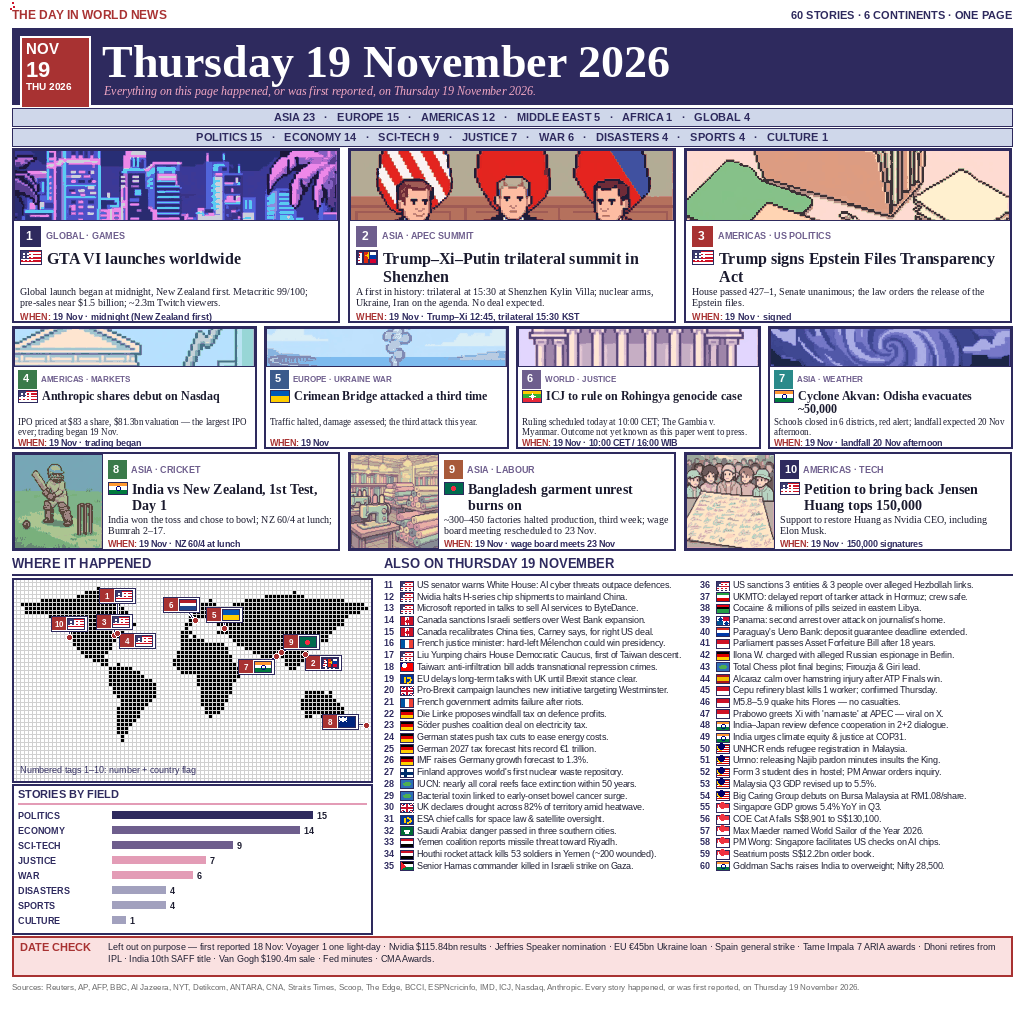 THE DAY IN WORLD NEWS
60 STORIES · 6 CONTINENTS · ONE PAGE
NOV
19
THU 2026
Thursday 19 November 2026
Everything on this page happened, or was first reported, on Thursday 19 November 2026.
ASIA 23 · EUROPE 15 · AMERICAS 12 · MIDDLE EAST 5 · AFRICA 1 · GLOBAL 4
POLITICS 15 · ECONOMY 14 · SCI-TECH 9 · JUSTICE 7 · WAR 6 · DISASTERS 4 · SPORTS 4 · CULTURE 1
1 GLOBAL · GAMES
GTA VI launches worldwide
Global launch began at midnight, New Zealand first. Metacritic 99/100;
pre-sales near $1.5 billion; ~2.3m Twitch viewers.
WHEN: 19 Nov · midnight (New Zealand first)
2 ASIA · APEC SUMMIT
Trump–Xi–Putin trilateral summit in
Shenzhen
A first in history: trilateral at 15:30 at Shenzhen Kylin Villa; nuclear arms,
Ukraine, Iran on the agenda. No deal expected.
WHEN: 19 Nov · Trump–Xi 12:45, trilateral 15:30 KST
3 AMERICAS · US POLITICS
Trump signs Epstein Files Transparency
Act
House passed 427–1, Senate unanimous; the law orders the release of the
Epstein files.
WHEN: 19 Nov · signed
4 AMERICAS · MARKETS
Anthropic shares debut on Nasdaq
IPO priced at $83 a share, $81.3bn valuation — the largest IPO
ever; trading began 19 Nov.
WHEN: 19 Nov · trading began
5 EUROPE · UKRAINE WAR
Crimean Bridge attacked a third time
Traffic halted, damage assessed; the third attack this year.
WHEN: 19 Nov
6 WORLD · JUSTICE
ICJ to rule on Rohingya genocide case
Ruling scheduled today at 10:00 CET; The Gambia v.
Myanmar. Outcome not yet known as this paper went to press.
WHEN: 19 Nov · 10:00 CET / 16:00 WIB
7 ASIA · WEATHER
Cyclone Akvan: Odisha evacuates
~50,000
Schools closed in 6 districts, red alert; landfall expected 20 Nov
afternoon.
WHEN: 19 Nov · landfall 20 Nov afternoon
8 ASIA · CRICKET
India vs New Zealand, 1st Test,
Day 1
India won the toss and chose to bowl; NZ 60/4 at lunch;
Bumrah 2–17.
WHEN: 19 Nov · NZ 60/4 at lunch
9 ASIA · LABOUR
Bangladesh garment unrest
burns on
~300–450 factories halted production, third week; wage
board meeting rescheduled to 23 Nov.
WHEN: 19 Nov · wage board meets 23 Nov
10 AMERICAS · TECH
Petition to bring back Jensen
Huang tops 150,000
Support to restore Huang as Nvidia CEO, including
Elon Musk.
WHEN: 19 Nov · 150,000 signatures
WHERE IT HAPPENED
1
6
5
10
3
4
9
7
2
8
Numbered tags 1–10: number + country flag
STORIES BY FIELD
POLITICS 15
ECONOMY 14
SCI-TECH 9
JUSTICE 7
WAR 6
DISASTERS 4
SPORTS 4
CULTURE 1
ALSO ON THURSDAY 19 NOVEMBER
11 US senator warns White House: AI cyber threats outpace defences.
12 Nvidia halts H-series chip shipments to mainland China.
13 Microsoft reported in talks to sell AI services to ByteDance.
14 Canada sanctions Israeli settlers over West Bank expansion.
15 Canada recalibrates China ties, Carney says, for right US deal.
16 French justice minister: hard-left Mélenchon could win presidency.
17 Liu Yunping chairs House Democratic Caucus, first of Taiwan descent.
18 Taiwan: anti-infiltration bill adds transnational repression crimes.
19 EU delays long-term talks with UK until Brexit stance clear.
20 Pro-Brexit campaign launches new initiative targeting Westminster.
21 French government admits failure after riots.
22 Die Linke proposes windfall tax on defence profits.
23 Söder pushes coalition deal on electricity tax.
24 German states push tax cuts to ease energy costs.
25 German 2027 tax forecast hits record €1 trillion.
26 IMF raises Germany growth forecast to 1.3%.
27 Finland approves world's first nuclear waste repository.
28 IUCN: nearly all coral reefs face extinction within 50 years.
29 Bacterial toxin linked to early-onset bowel cancer surge.
30 UK declares drought across 82% of territory amid heatwave.
31 ESA chief calls for space law & satellite oversight.
32 Saudi Arabia: danger passed in three southern cities.
33 Yemen coalition reports missile threat toward Riyadh.
34 Houthi rocket attack kills 53 soldiers in Yemen (~200 wounded).
35 Senior Hamas commander killed in Israeli strike on Gaza.
36 US sanctions 3 entities & 3 people over alleged Hezbollah links.
37 UKMTO: delayed report of tanker attack in Hormuz; crew safe.
38 Cocaine & millions of pills seized in eastern Libya.
39 Panama: second arrest over attack on journalist's home.
40 Paraguay's Ueno Bank: deposit guarantee deadline extended.
41 Parliament passes Asset Forfeiture Bill after 18 years.
42 Ilona W. charged with alleged Russian espionage in Berlin.
43 Total Chess pilot final begins; Firouzja & Giri lead.
44 Alcaraz calm over hamstring injury after ATP Finals win.
45 Cepu refinery blast kills 1 worker; confirmed Thursday.
46 M5.8–5.9 quake hits Flores — no casualties.
47 Prabowo greets Xi with 'namaste' at APEC — viral on X.
48 India–Japan review defence cooperation in 2+2 dialogue.
49 India urges climate equity & justice at COP31.
50 UNHCR ends refugee registration in Malaysia.
51 Umno: releasing Najib pardon minutes insults the King.
52 Form 3 student dies in hostel; PM Anwar orders inquiry.
53 Malaysia Q3 GDP revised up to 5.5%.
54 Big Caring Group debuts on Bursa Malaysia at RM1.08/share.
55 Singapore GDP grows 5.4% YoY in Q3.
56 COE Cat A falls S$8,901 to S$130,100.
57 Max Maeder named World Sailor of the Year 2026.
58 PM Wong: Singapore facilitates US checks on AI chips.
59 Seatrium posts S$12.2bn order book.
60 Goldman Sachs raises India to overweight; Nifty 28,500.
DATE CHECK
Left out on purpose — first reported 18 Nov: Voyager 1 one light-day · Nvidia $115.84bn results · Jeffries Speaker nomination · EU €45bn Ukraine loan · Spain general strike · Tame Impala 7 ARIA awards · Dhoni retires from
IPL · India 10th SAFF title · Van Gogh $190.4m sale · Fed minutes · CMA Awards.
Sources: Reuters, AP, AFP, BBC, Al Jazeera, NYT, Detikcom, ANTARA, CNA, Straits Times, Scoop, The Edge, BCCI, ESPNcricinfo, IMD, ICJ, Nasdaq, Anthropic. Every story happened, or was first reported, on Thursday 19 November 2026.